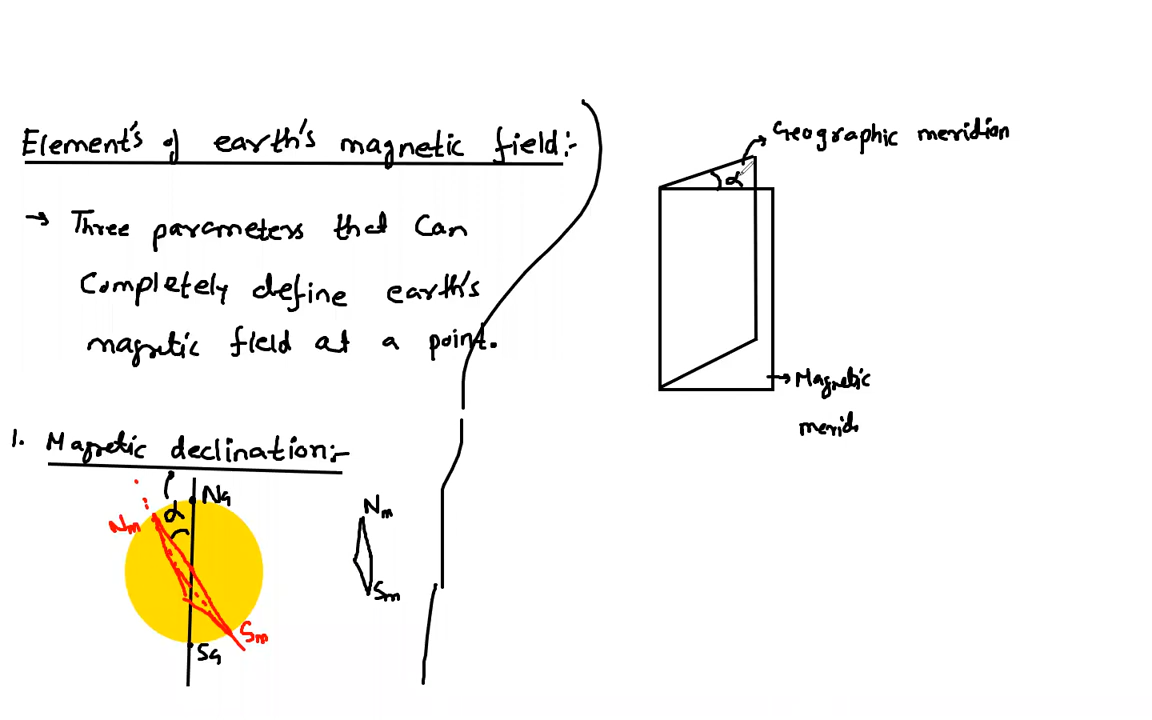 Element's of earth's magnetic field:-
→ Three parameters that Can
Completely define earth's
magnetic field at a point.
1. Magnetic declination:-
α
NG
Nm
Sm
SG
Nm
Sm
Geographic meridian
α
Magnetic
merid